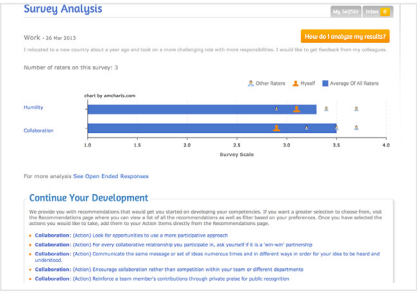 Survey Analysis
My Selfstir
Inbox
Work - 26 Mar 2013
How do I analyze my results?
I relocated to a new country about a year ago and took on a more challenging role with more responsibilities. I would like to get feedback from my colleagues.
Number of raters on this survey: 3
Other Raters Myself Average Of All Raters
chart by amcharts.com
Humility
Collaboration
1.0 1.5 2.0 2.5 3.0 3.5 4.0
Survey Scale
For more analysis See Open Ended Responses
Continue Your Development
We provide you with recommendations that would get you started on developing your competencies. If you want a greater selection to choose from, visit
the Recommendations page where you can view a list of all the recommendations as well as filter based on your preferences. Once you have selected the
actions you would like to take, add them to your Action Items directly from the Recommendations page.
Collaboration: (Action) Look for opportunities to use a more participative approach
Collaboration: (Action) For every collaborative relationship you participate in, ask yourself if it is a 'win-win' partnership
Collaboration: (Action) Communicate the same message or set of ideas numerous times and in different ways in order for your idea to be heard and
understood.
Collaboration: (Action) Encourage collaboration rather than competition within your team or different departments
Collaboration: (Action) Reinforce a team member's contributions through private praise for public recognition